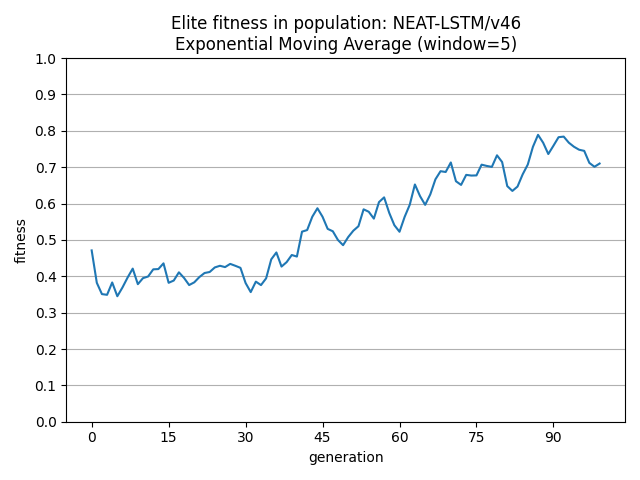 Elite fitness in population: NEAT-LSTM/v46
Exponential Moving Average (window=5)
1.0
0.9
0.8
0.7
0.6
0.5
0.4
0.3
0.2
0.1
0.0
fitness
0 15 30 45 60 75 90
generation